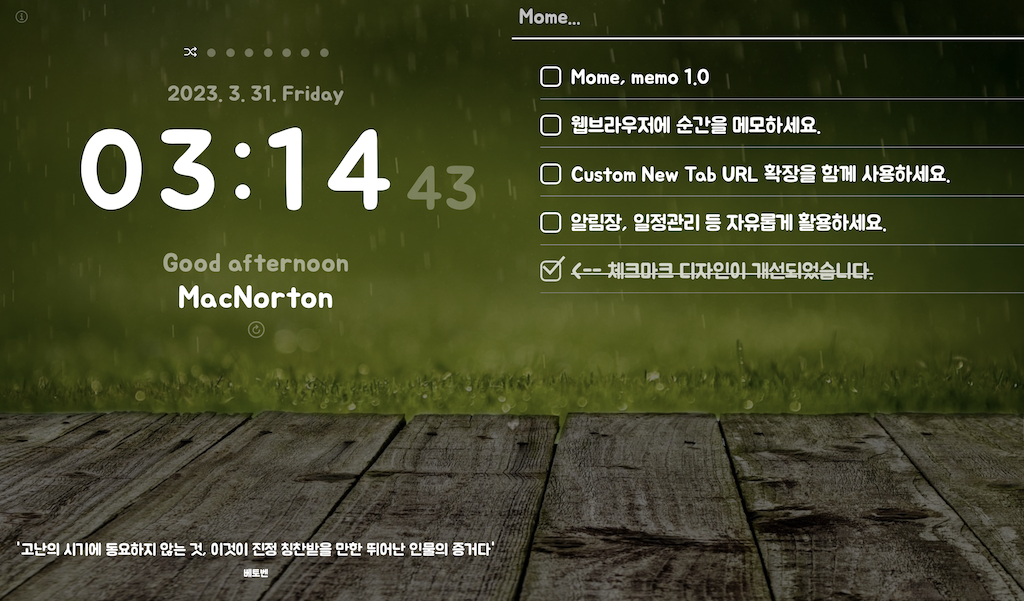 2023. 3. 31. Friday
03:14 43
Good afternoon
MacNorton
Mome...
Mome, memo 1.0
웹브라우저에 순간을 메모하세요.
Custom New Tab URL 확장을 함께 사용하세요.
알림장, 일정관리 등 자유롭게 활용하세요.
<-- 체크마크 디자인이 개선되었습니다.
'고난의 시기에 동요하지 않는 것, 이것이 진정 칭찬받을 만한 뛰어난 인물의 증거다'
베토벤